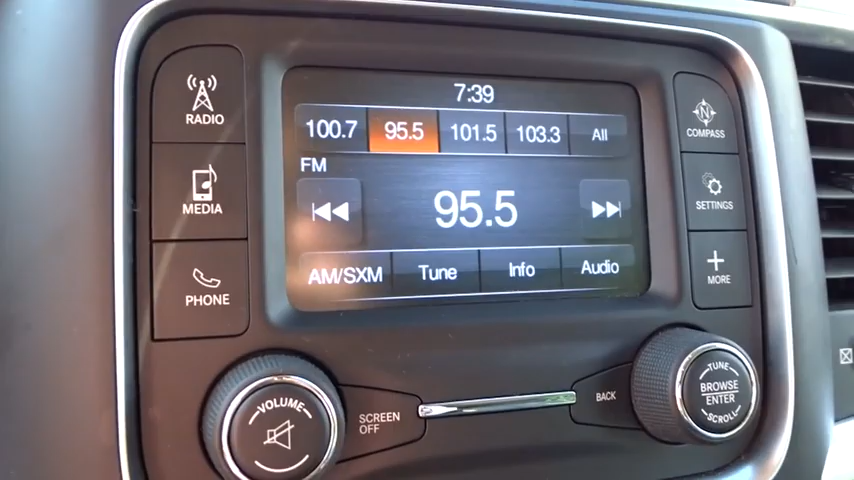 7:39
100.7 95.5 101.5 103.3 All
FM
95.5
AM/SXM Tune Info Audio
RADIO
MEDIA
PHONE
N
COMPASS
SETTINGS
MORE
VOLUME
SCREEN
OFF
BACK
TUNE
BROWSE
ENTER
SCROLL